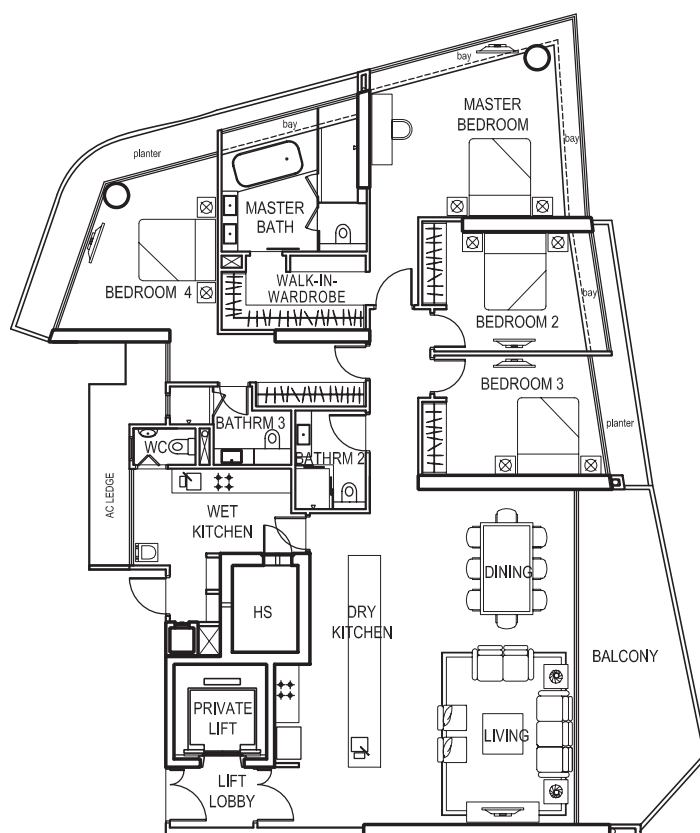 bay
MASTER
BEDROOM
bay
planter
bay
MASTER
BATH
BEDROOM 4
WALK-IN-
WARDROBE
BEDROOM 2
bay
BEDROOM 3
planter
BATHRM 3
WC
BATHRM 2
AC LEDGE
WET
KITCHEN
DINING
HS
DRY
KITCHEN
BALCONY
PRIVATE
LIFT
LIVING
LIFT
LOBBY